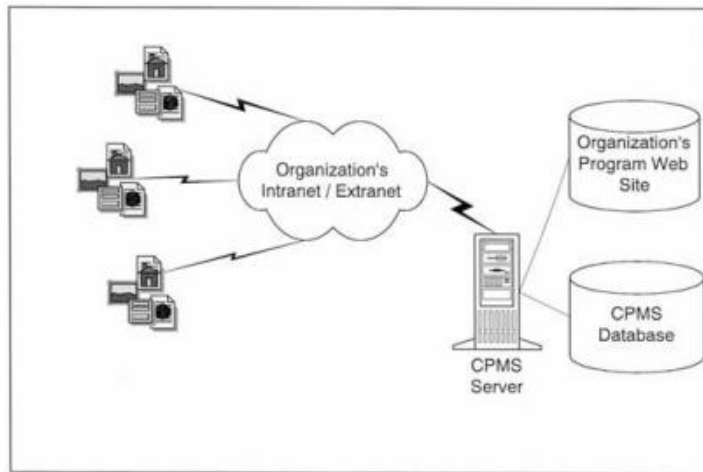 Organization's
Intranet / Extranet
Organization's
Program Web
Site
CPMS
Database
CPMS
Server